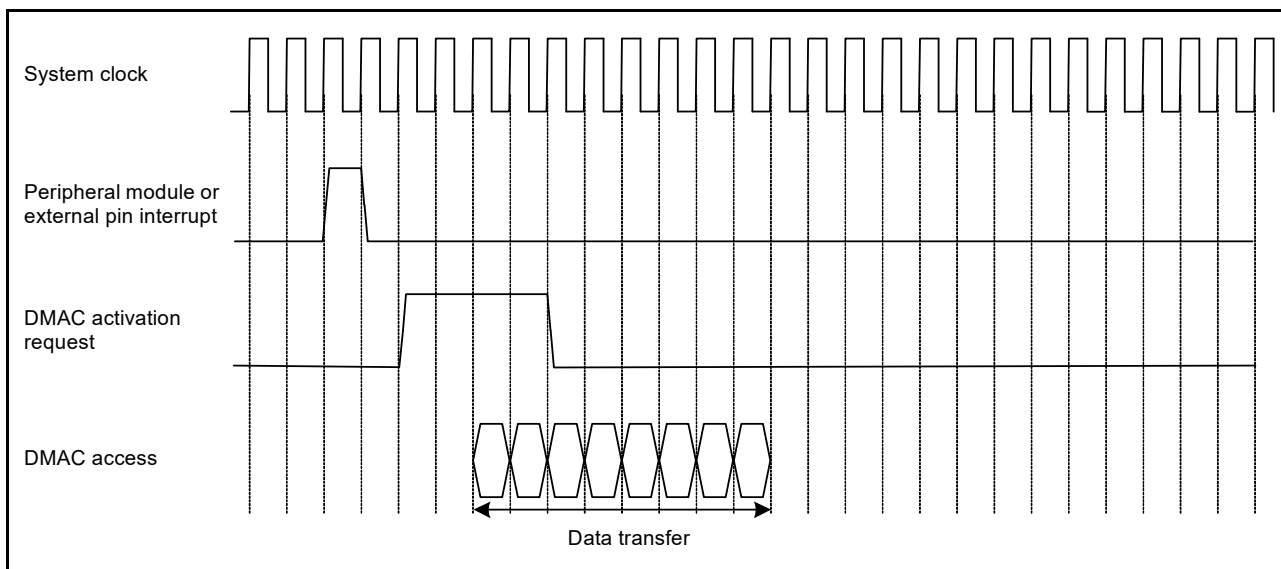 System clock
Peripheral module or
external pin interrupt
DMAC activation
request
DMAC access
Data transfer